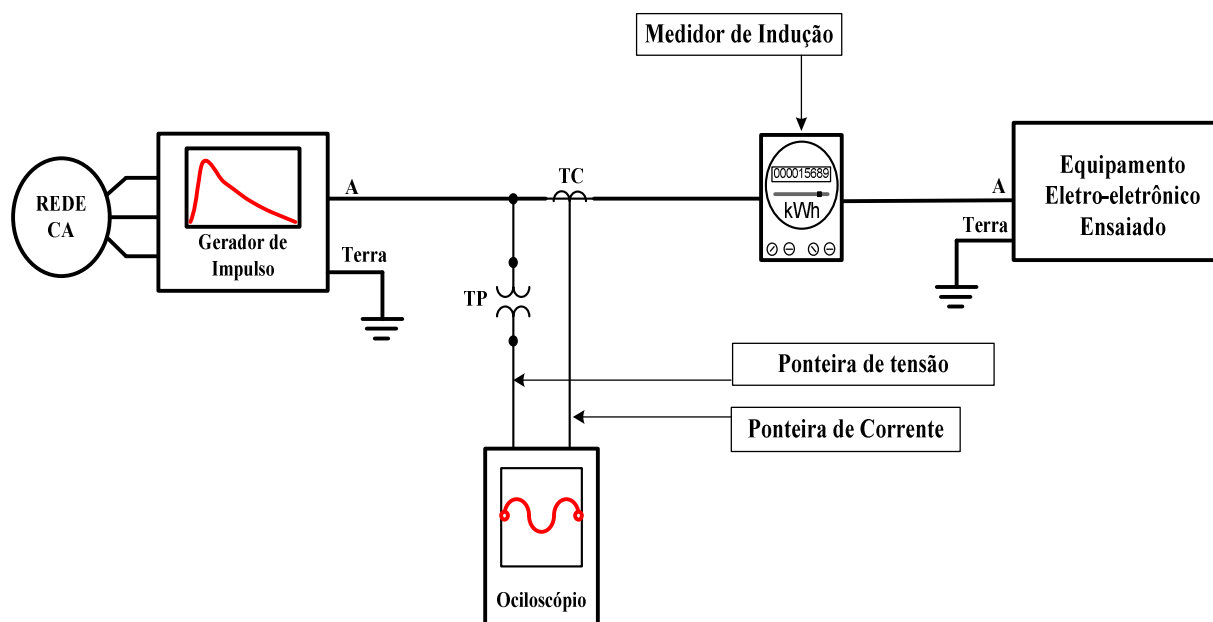 Medidor de Indução
REDE
CA
Gerador de
Impulso
A
Terra
TC
TP
000015689
kWh
A
Terra
Equipamento
Eletro-eletrônico
Ensaiado
Ponteira de tensão
Ponteira de Corrente
Ociloscópio